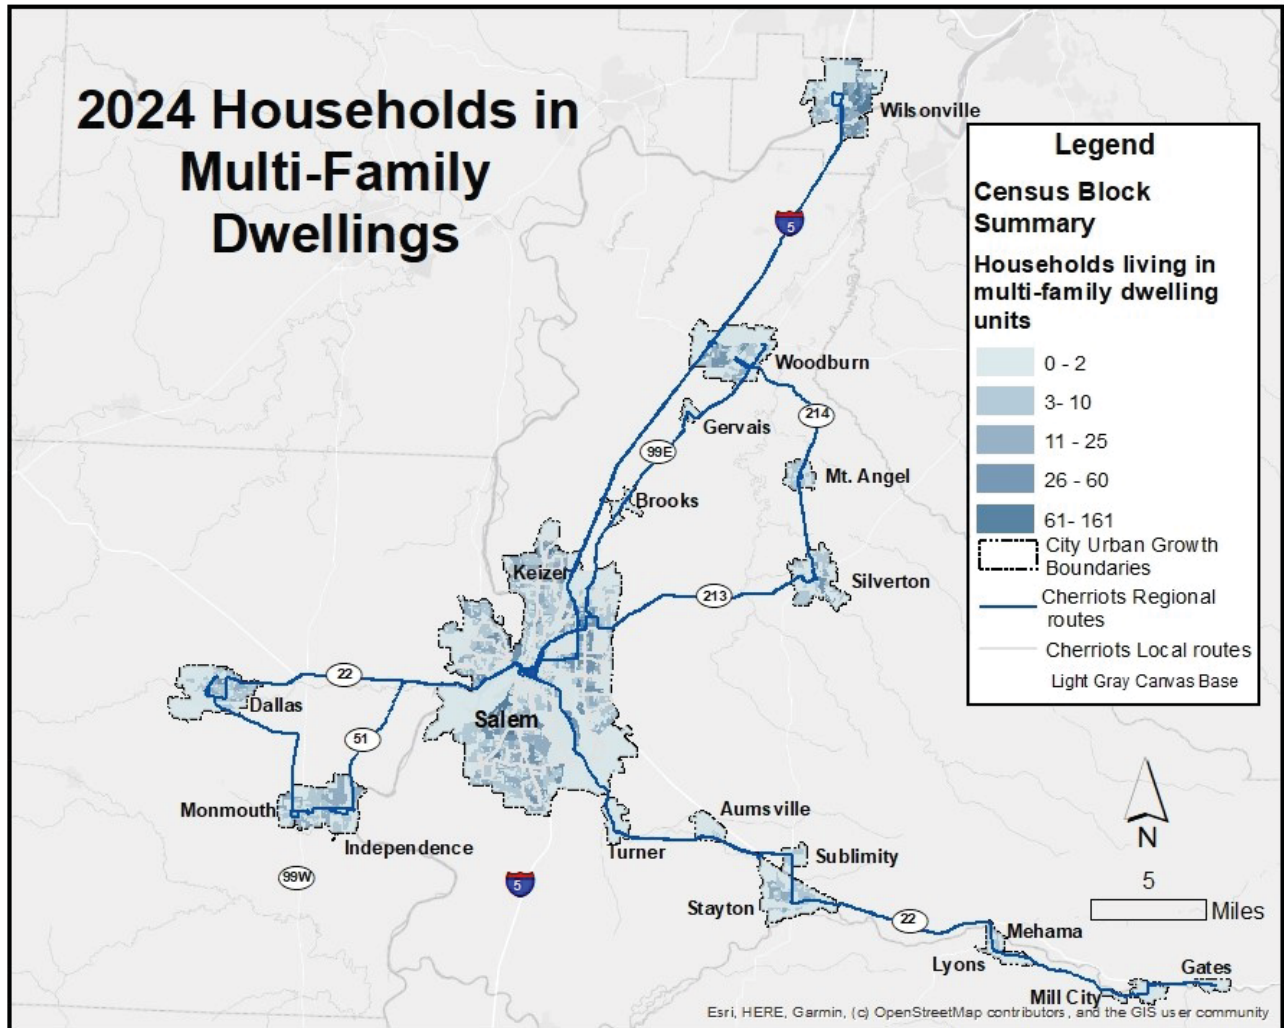 2024 Households in
Multi-Family
Dwellings
Wilsonville
5
Woodburn
Gervais
214
99E
Mt. Angel
Brooks
Keizer
Silverton
213
22
Dallas
Salem
51
Monmouth
Independence
99W
5
Turner
Aumsville
Sublimity
Stayton
22
Mehama
Lyons
Gates
Mill City
Legend
Census Block
Summary
Households living in
multi-family dwelling
units
0 - 2
3- 10
11 - 25
26 - 60
61- 161
City Urban Growth
Boundaries
Cherriots Regional
routes
Cherriots Local routes
Light Gray Canvas Base
N
5
Miles
Esri, HERE, Garmin, (c) OpenStreetMap contributors, and the GIS user community